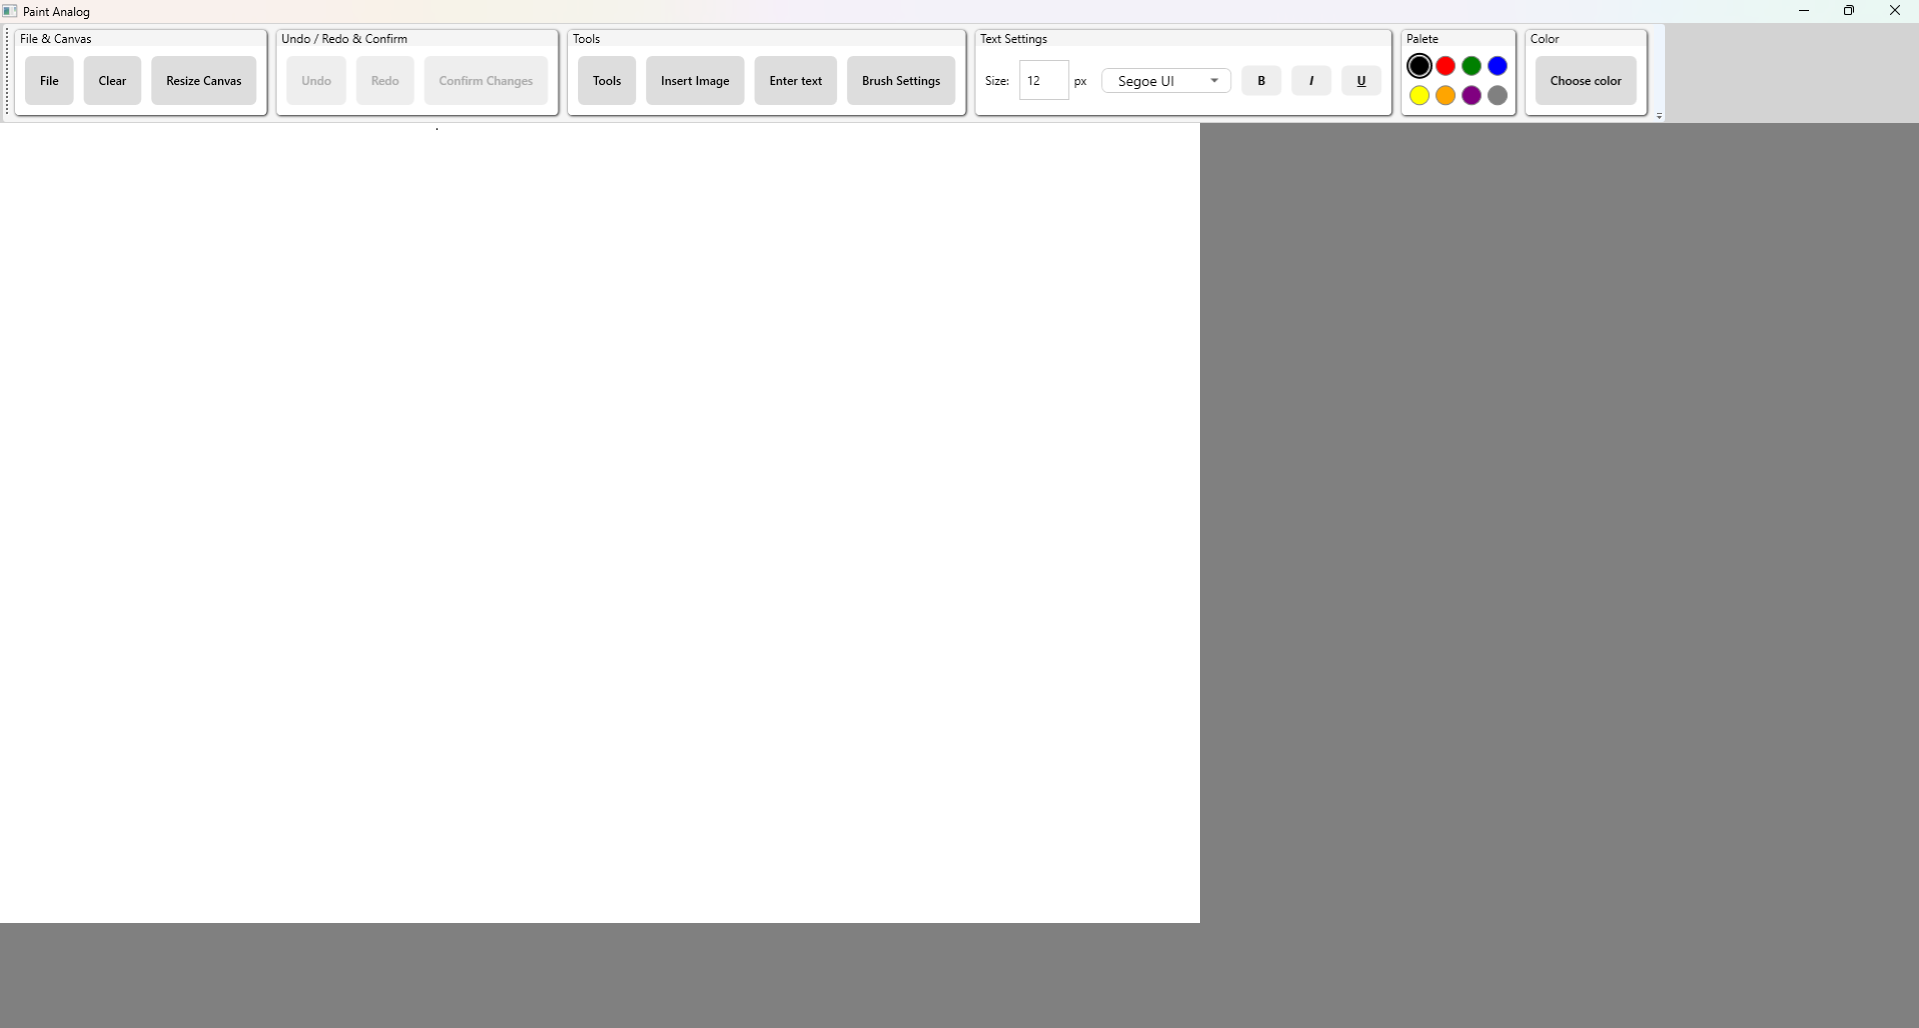 Paint Analog
File & Canvas
File Clear Resize Canvas
Undo / Redo & Confirm
Undo Redo Confirm Changes
Tools
Tools Insert Image Enter text Brush Settings
Text Settings
Size: 12 px Segoe UI B I U
Palete
Color
Choose color